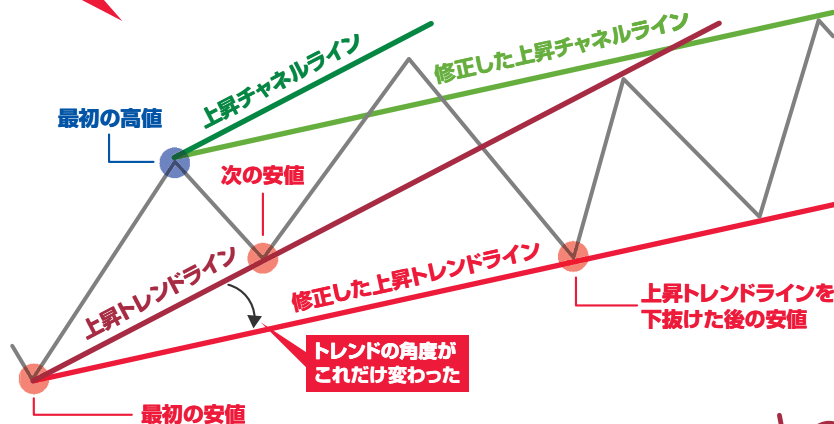 上昇チャネルライン
修正した上昇チャネルライン
最初の高値
次の安値
上昇トレンドライン
修正した上昇トレンドライン
上昇トレンドラインを
下抜けた後の安値
トレンドの角度が
これだけ変わった
最初の安値